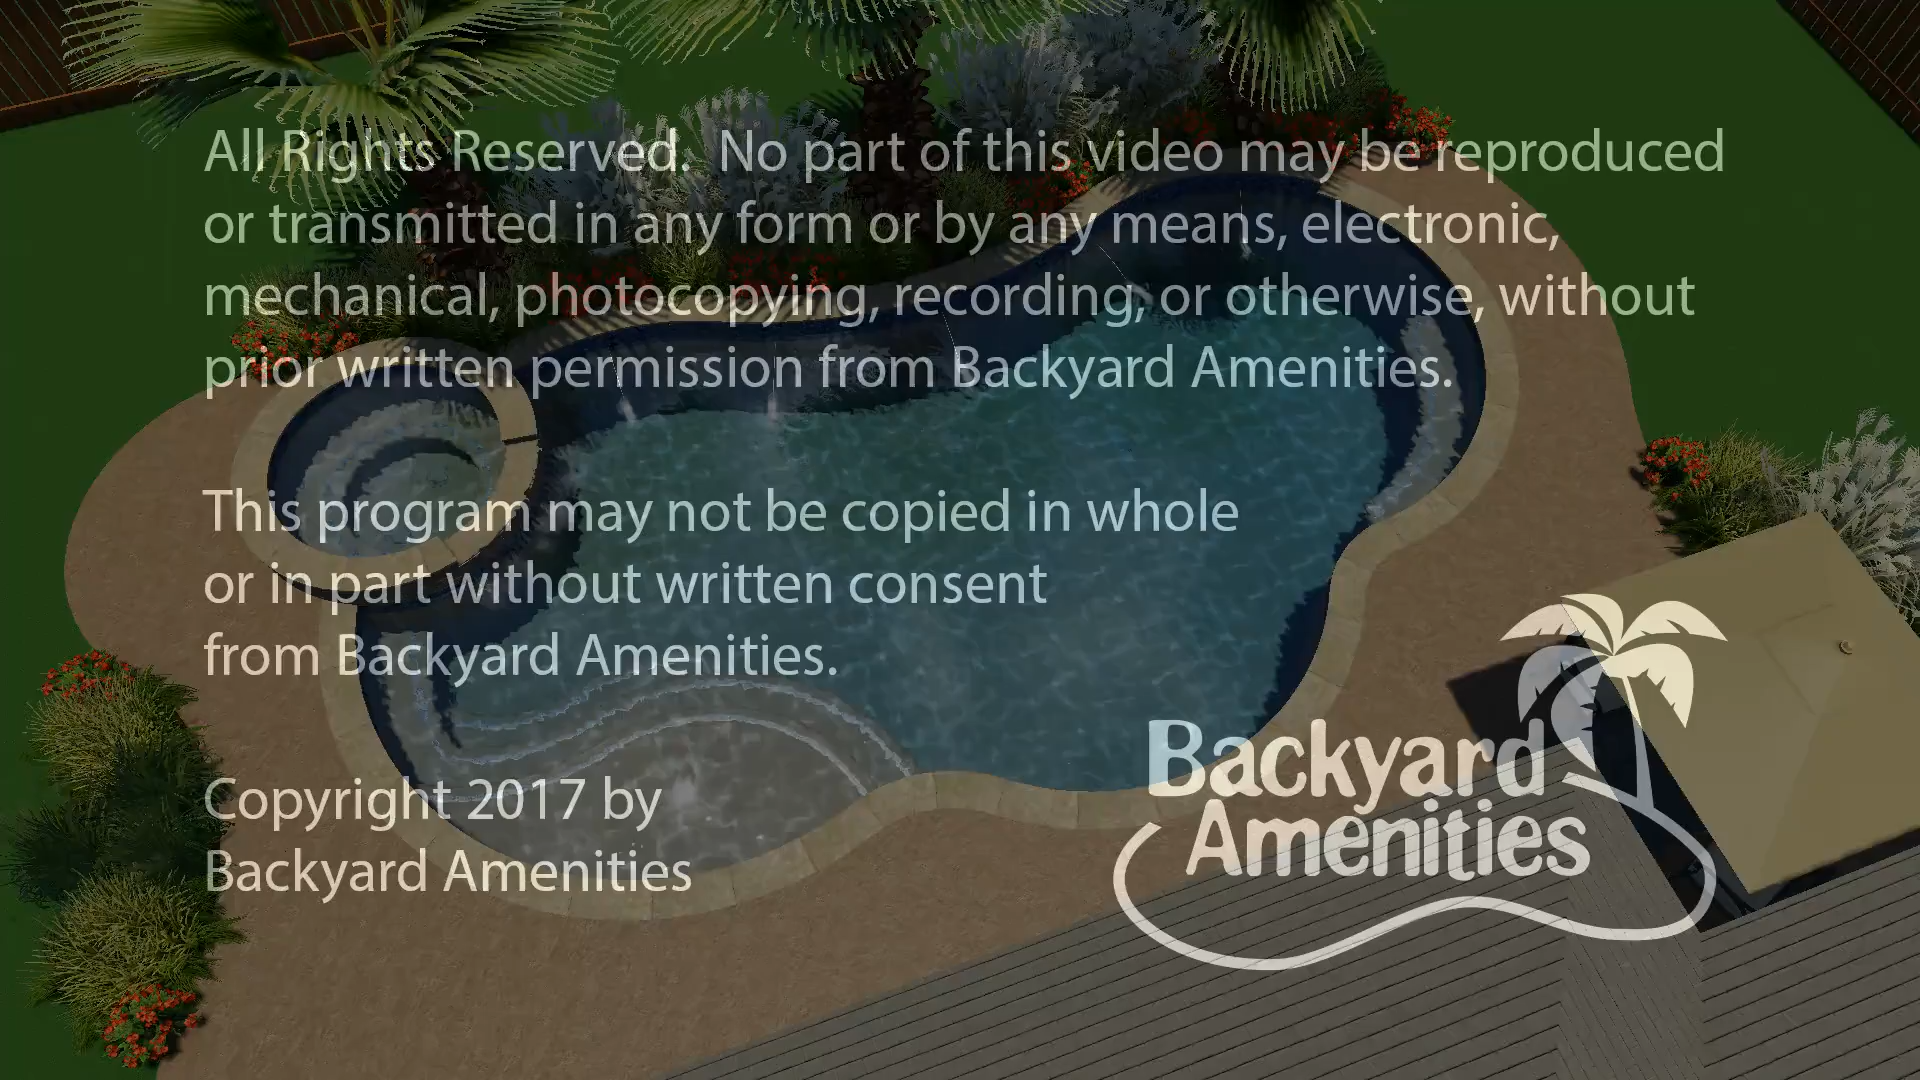 All Rights Reserved.  No part of this video may be reproduced
or transmitted in any form or by any means, electronic,
mechanical, photocopying, recording, or otherwise, without
prior written permission from Backyard Amenities.
This program may not be copied in whole
or in part without written consent
from Backyard Amenities.
Copyright 2017 by
Backyard Amenities
Backyard
Amenities